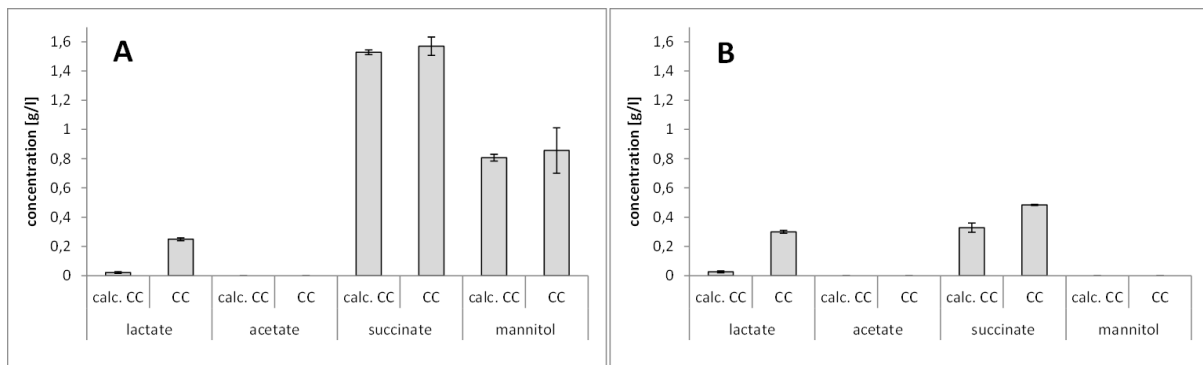 A
concentration [g/l]
1,6
1,4
1,2
1
0,8
0,6
0,4
0,2
0
calc. CC CC calc. CC CC calc. CC CC calc. CC CC
lactate acetate succinate mannitol
B
concentration [g/l]
1,6
1,4
1,2
1
0,8
0,6
0,4
0,2
0
calc. CC CC calc. CC CC calc. CC CC calc. CC CC
lactate acetate succinate mannitol